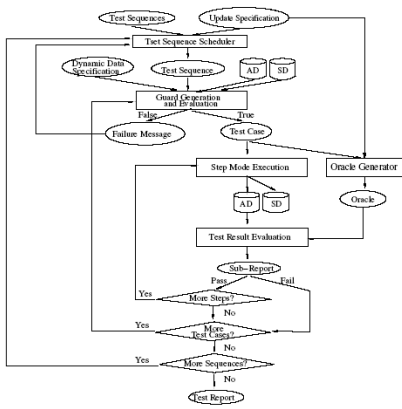 Test Sequences
Update Specification
Tset Sequence Scheduler
Dynamic Data
Specification
Test Sequence
AD
SD
Guard Generation
and Evaluation
False
True
Failure Message
Test Case
Step Mode Execution
Oracle Generator
AD
SD
Oracle
Test Result Evaluation
Sub-Report
Pass
Fail
Yes
More Steps?
No
Yes
More
Test Cases?
No
Yes
More Sequences?
No
Test Report